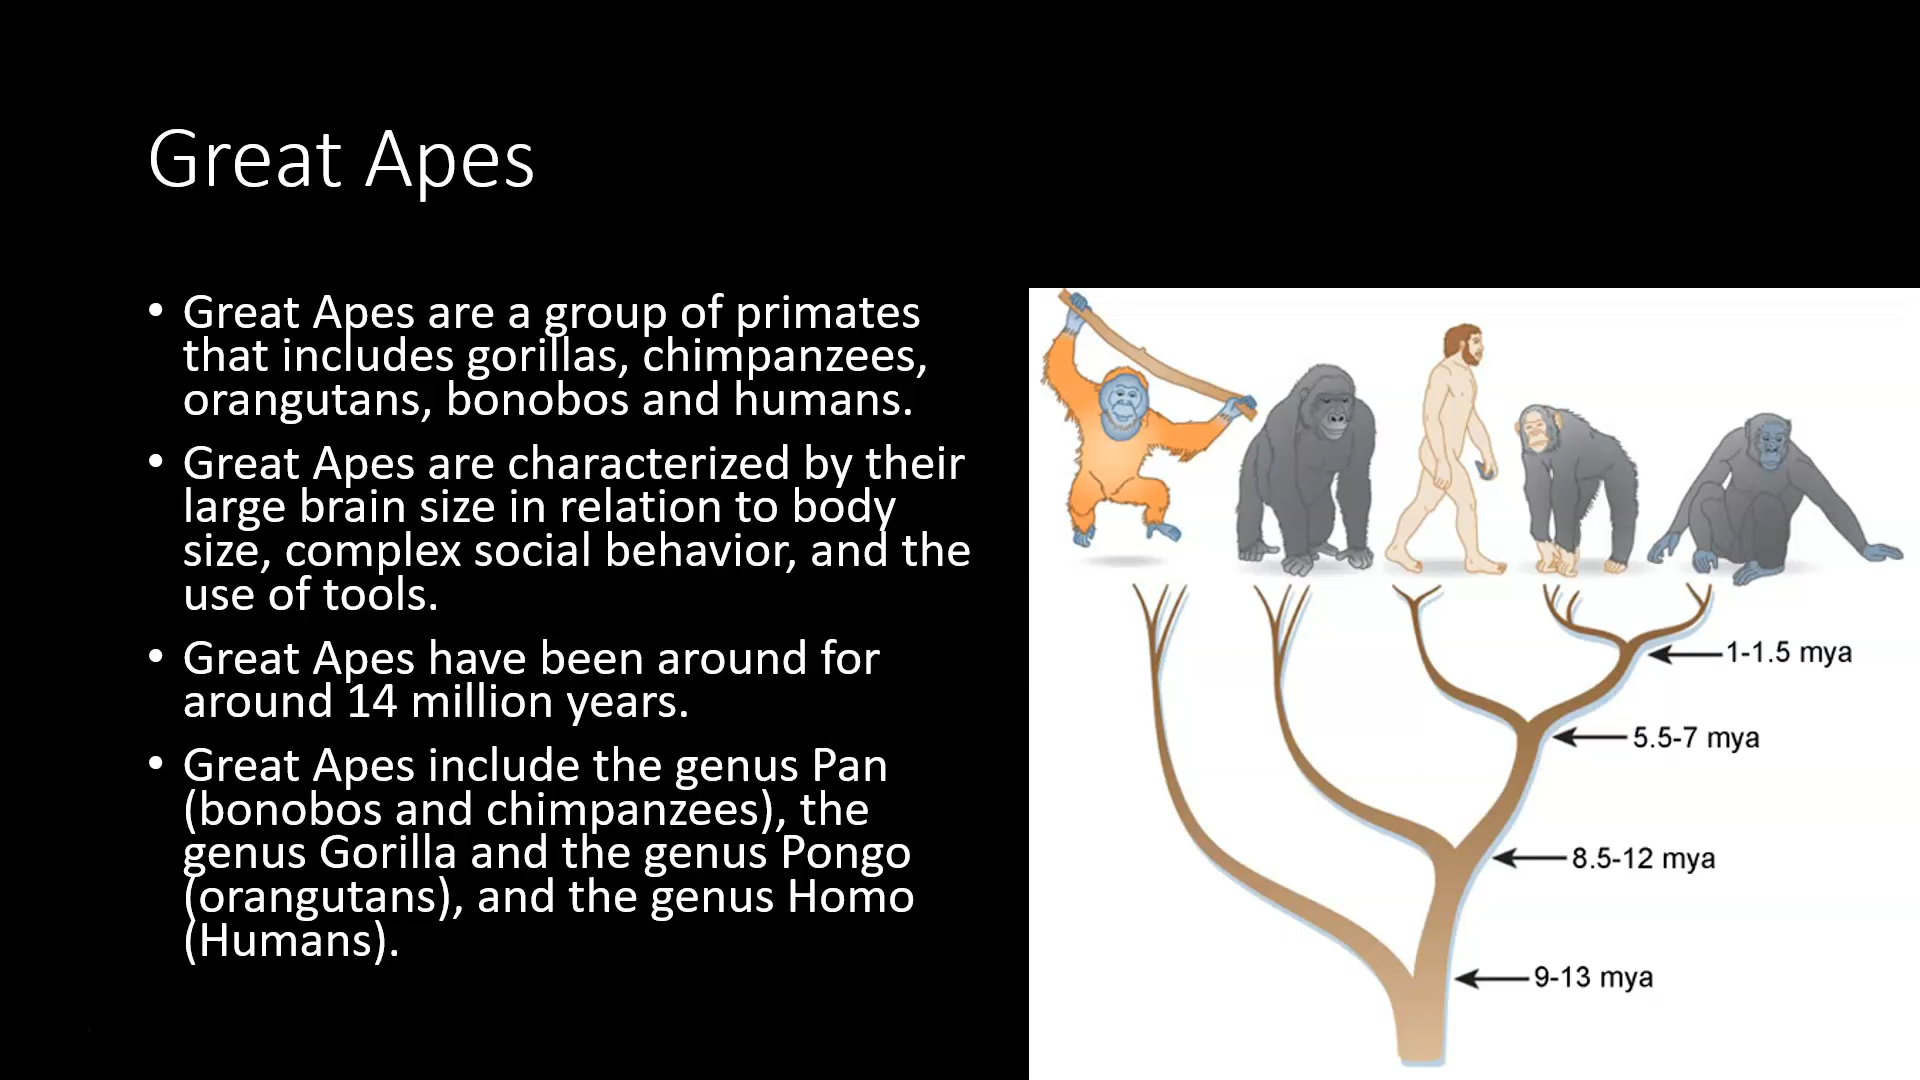 Great Apes
• Great Apes are a group of primates
that includes gorillas, chimpanzees,
orangutans, bonobos and humans.
• Great Apes are characterized by their
large brain size in relation to body
size, complex social behavior, and the
use of tools.
• Great Apes have been around for
around 14 million years.
• Great Apes include the genus Pan
(bonobos and chimpanzees), the
genus Gorilla and the genus Pongo
(orangutans), and the genus Homo
(Humans).
1-1.5 mya
5.5-7 mya
8.5-12 mya
9-13 mya